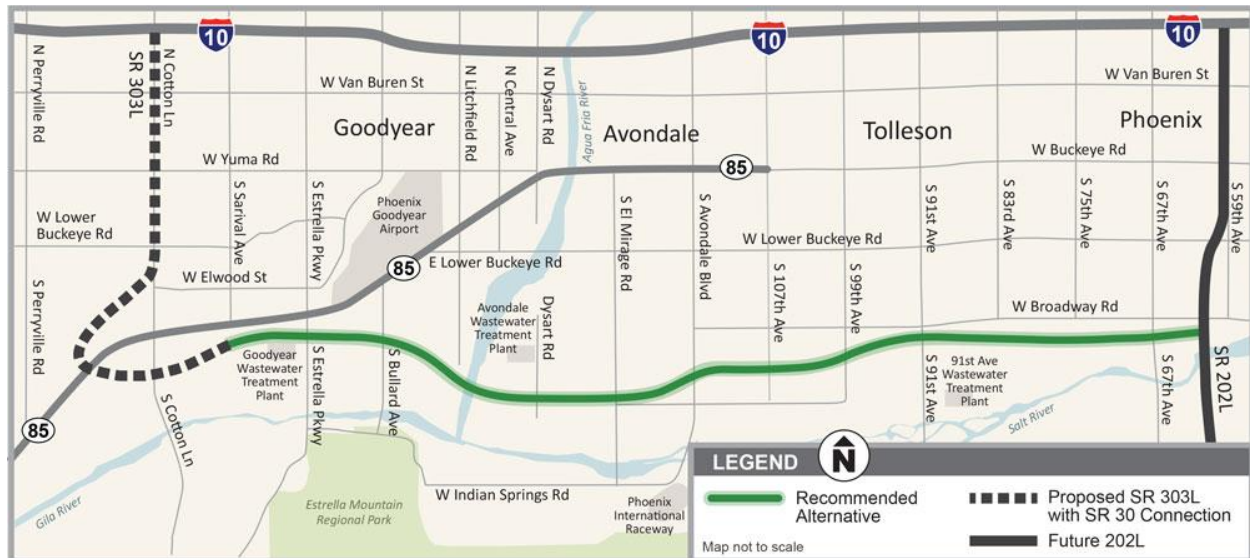 10
10
10
N Perryville Rd
SR 303L
N Cotton Ln
N Litchfield Rd
N Central Ave
N Dysart Rd
Agua Fria River
W Van Buren St
W Van Buren St
Goodyear
Avondale
Tolleson
Phoenix
W Yuma Rd
85
W Buckeye Rd
W Lower
Buckeye Rd
S Sarival Ave
S Estrella Pkwy
Phoenix
Goodyear
Airport
S El Mirage Rd
S Avondale Blvd
W Lower Buckeye Rd
S 91st Ave
S 83rd Ave
S 75th Ave
S 67th Ave
S 59th Ave
W Elwood St
85
E Lower Buckeye Rd
S 107th Ave
S 99th Ave
S Perryville Rd
Avondale
Wastewater
Treatment
Plant
Dysart Rd
W Broadway Rd
Goodyear
Wastewater
Treatment
Plant
S Estrella Pkwy
S Bullard Ave
S 91st Ave
91st Ave
Wastewater
Treatment
Plant
S 67th Ave
SR 202L
S Cotton Ln
85
Salt River
Gila River
Estrella Mountain
Regional Park
W Indian Springs Rd
Phoenix
International
Raceway
LEGEND
N
Recommended
Alternative
Proposed SR 303L
with SR 30 Connection
Future 202L
Map not to scale